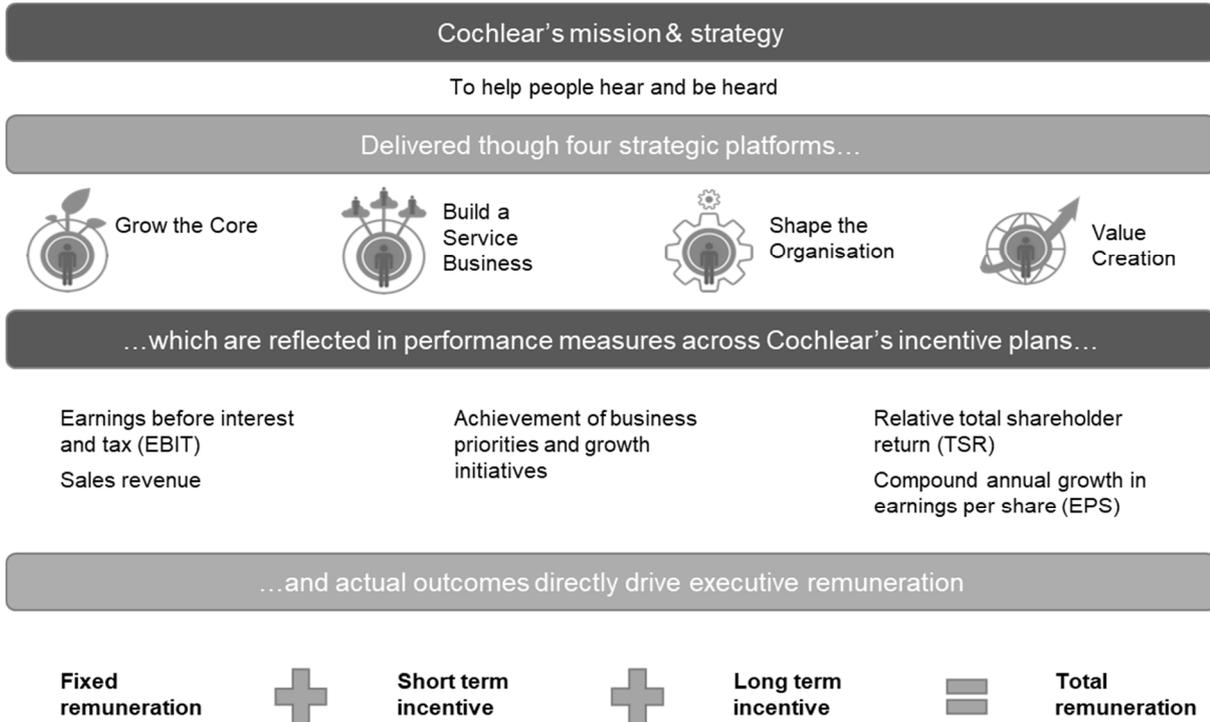 Cochlear's mission & strategy
To help people hear and be heard
Delivered though four strategic platforms…
Grow the Core
Build a
Service
Business
Shape the
Organisation
Value
Creation
…which are reflected in performance measures across Cochlear's incentive plans…
Earnings before interest
and tax (EBIT)
Sales revenue
Achievement of business
priorities and growth
initiatives
Relative total shareholder
return (TSR)
Compound annual growth in
earnings per share (EPS)
…and actual outcomes directly drive executive remuneration
Fixed
remuneration
Short term
incentive
Long term
incentive
Total
remuneration